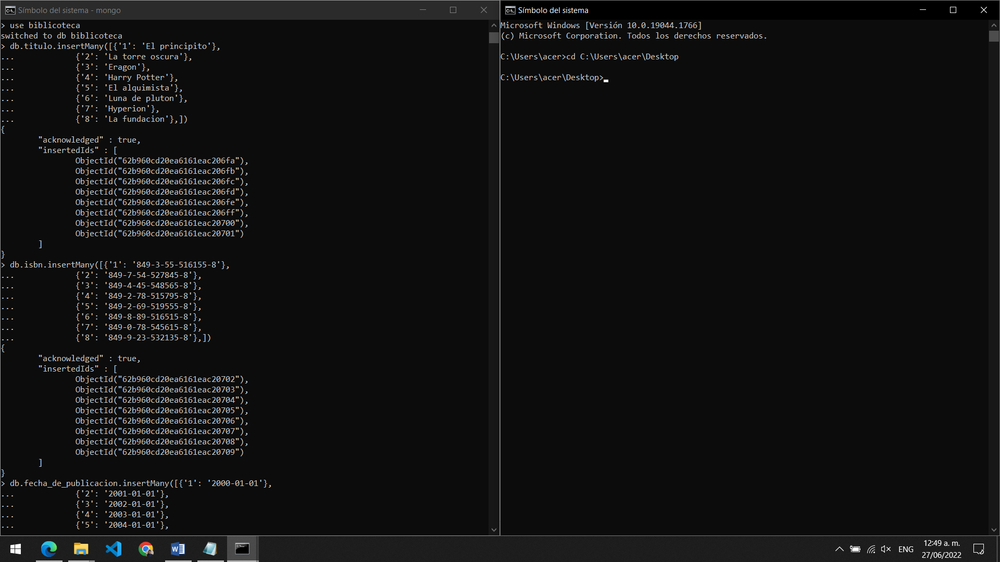 Símbolo del sistema - mongo
> use biblioteca
switched to db biblioteca
> db.titulo.insertMany([{'1': 'El principito'},
...             {'2': 'La torre oscura'},
...             {'3': 'Eragon'},
...             {'4': 'Harry Potter'},
...             {'5': 'El alquimista'},
...             {'6': 'Luna de pluton'},
...             {'7': 'Hyperion'},
...             {'8': 'La fundacion'},])
{
        "acknowledged" : true,
        "insertedIds" : [
                ObjectId("62b960cd20ea6161eac206fa"),
                ObjectId("62b960cd20ea6161eac206fb"),
                ObjectId("62b960cd20ea6161eac206fc"),
                ObjectId("62b960cd20ea6161eac206fd"),
                ObjectId("62b960cd20ea6161eac206fe"),
                ObjectId("62b960cd20ea6161eac206ff"),
                ObjectId("62b960cd20ea6161eac20700"),
                ObjectId("62b960cd20ea6161eac20701")
        ]
}
> db.isbn.insertMany([{'1': '849-3-55-516155-8'},
...             {'2': '849-7-54-527845-8'},
...             {'3': '849-4-45-548565-8'},
...             {'4': '849-2-78-515795-8'},
...             {'5': '849-2-69-519555-8'},
...             {'6': '849-8-89-516515-8'},
...             {'7': '849-0-78-545615-8'},
...             {'8': '849-9-23-532135-8'},])
{
        "acknowledged" : true,
        "insertedIds" : [
                ObjectId("62b960cd20ea6161eac20702"),
                ObjectId("62b960cd20ea6161eac20703"),
                ObjectId("62b960cd20ea6161eac20704"),
                ObjectId("62b960cd20ea6161eac20705"),
                ObjectId("62b960cd20ea6161eac20706"),
                ObjectId("62b960cd20ea6161eac20707"),
                ObjectId("62b960cd20ea6161eac20708"),
                ObjectId("62b960cd20ea6161eac20709")
        ]
}
> db.fecha_de_publicacion.insertMany([{'1': '2000-01-01'},
...             {'2': '2001-01-01'},
...             {'3': '2002-01-01'},
...             {'4': '2003-01-01'},
...             {'5': '2004-01-01'},
Símbolo del sistema
Microsoft Windows [Versión 10.0.19044.1766]
(c) Microsoft Corporation. Todos los derechos reservados.
C:\Users\acer>cd C:\Users\acer\Desktop
C:\Users\acer\Desktop>
ENG
12:49 a. m.
27/06/2022